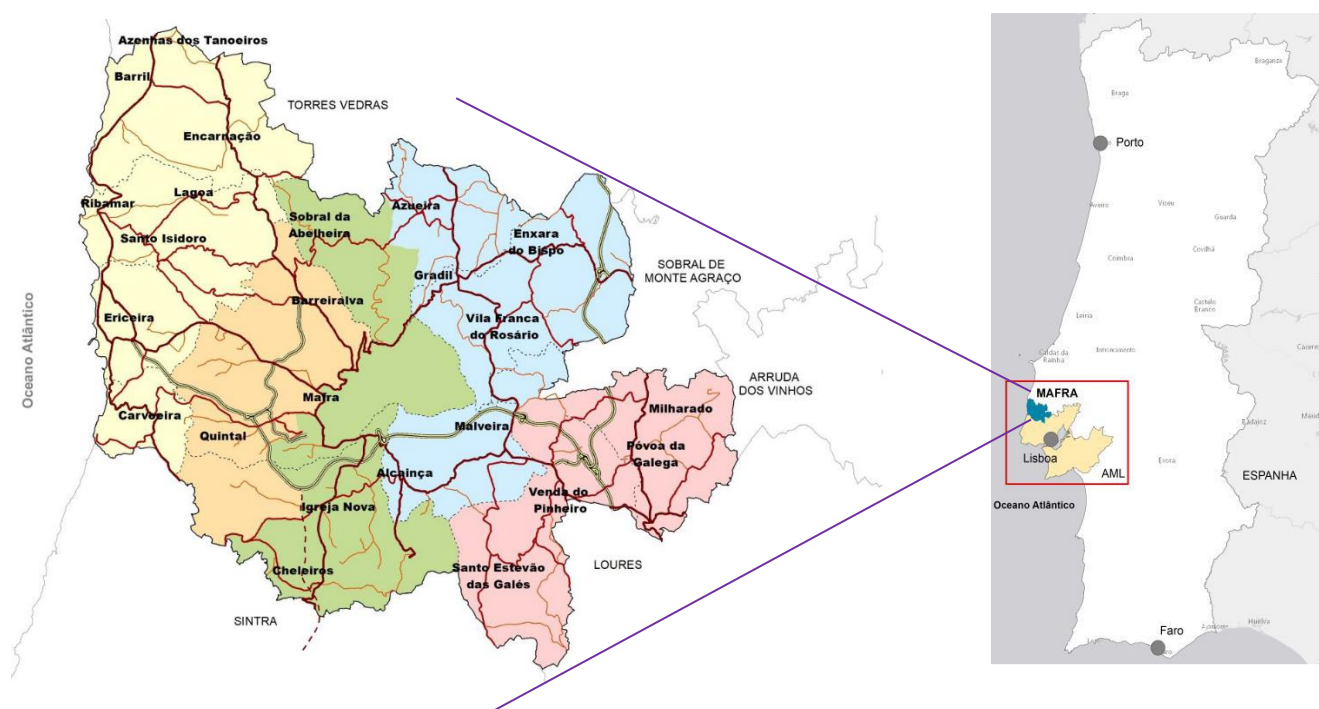 Azenhas dos Tanoeiros
Barril
TORRES VEDRAS
Encarnação
Lagoa
Ribamar
Azueira
Sobral da
Abelheira
Santo Isidoro
Enxara
do Bispo
SOBRAL DE
MONTE AGRAÇO
Gradil
Barreiralva
Ericeira
Vila Franca
do Rosário
Oceano Atlântico
ARRUDA
DOS VINHOS
Mafra
Milharado
Carvoeira
Quintal
Malveira
Póvoa da
Galega
Alcainça
Venda do
Pinheiro
Igreja Nova
Cheleiros
Santo Estevão
das Galés
LOURES
SINTRA
Bragança
Braga
Porto
Aveiro
Viseu
Guarda
Covilhã
Coimbra
Castelo
Branco
Leiria
Entroncamento
Caldas da
Rainha
MAFRA
Badajoz
Lisboa
Évora
AML
ESPANHA
Oceano Atlântico
Faro
Huelva